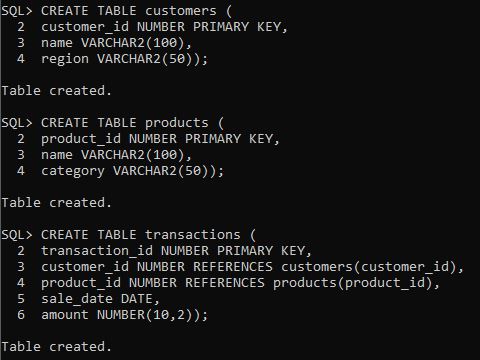 SQL> CREATE TABLE customers (
  2  customer_id NUMBER PRIMARY KEY,
  3  name VARCHAR2(100),
  4  region VARCHAR2(50));
Table created.
SQL> CREATE TABLE products (
  2  product_id NUMBER PRIMARY KEY,
  3  name VARCHAR2(100),
  4  category VARCHAR2(50));
Table created.
SQL> CREATE TABLE transactions (
  2  transaction_id NUMBER PRIMARY KEY,
  3  customer_id NUMBER REFERENCES customers(customer_id),
  4  product_id NUMBER REFERENCES products(product_id),
  5  sale_date DATE,
  6  amount NUMBER(10,2));
Table created.